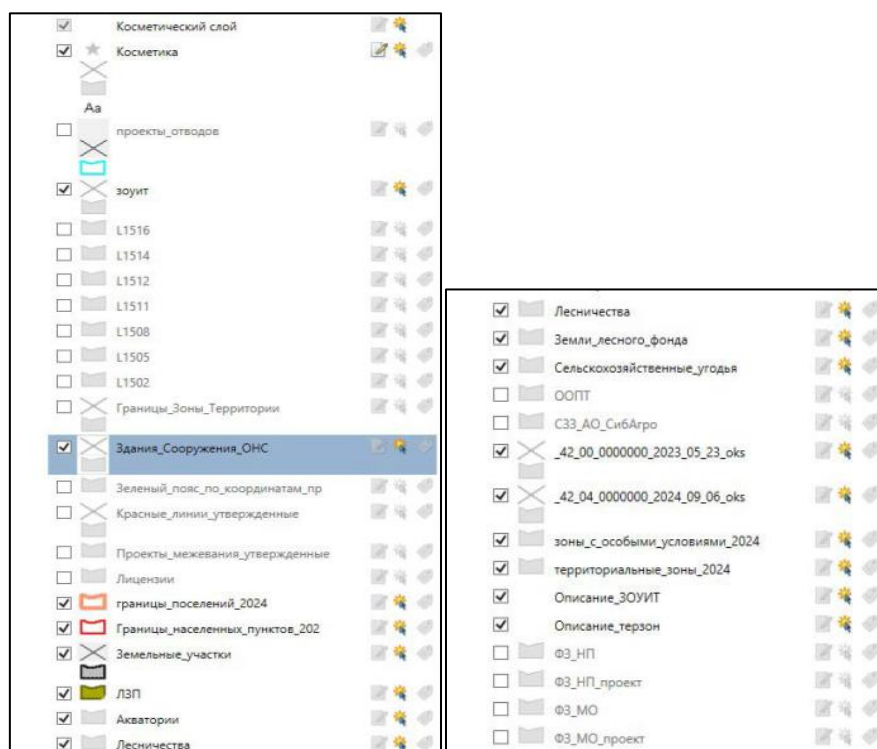 Косметический слой
Косметика
Aa
проекты_отводов
зоуит
L1516
L1514
L1512
L1511
L1508
L1505
L1502
Границы_Зоны_Территории
Здания_Сооружения_ОНС
Зеленый_пояс_по_координатам_пр
Красные_линии_утвержденные
Проекты_межевания_утвержденные
Лицензии
границы_поселений_2024
Границы_населенных_пунктов_202
Земельные_участки
ЛЗП
Акватории
Лесничества
Лесничества
Земли_лесного_фонда
Сельскохозяйственные_угодья
ООПТ
СЗЗ_АО_СибАгро
_42_00_0000000_2023_05_23_oks
_42_04_0000000_2024_09_06_oks
зоны_с_особыми_условиями_2024
территориальные_зоны_2024
Описание_ЗОУИТ
Описание_терзон
ФЗ_НП
ФЗ_НП_проект
ФЗ_МО
ФЗ_МО_проект